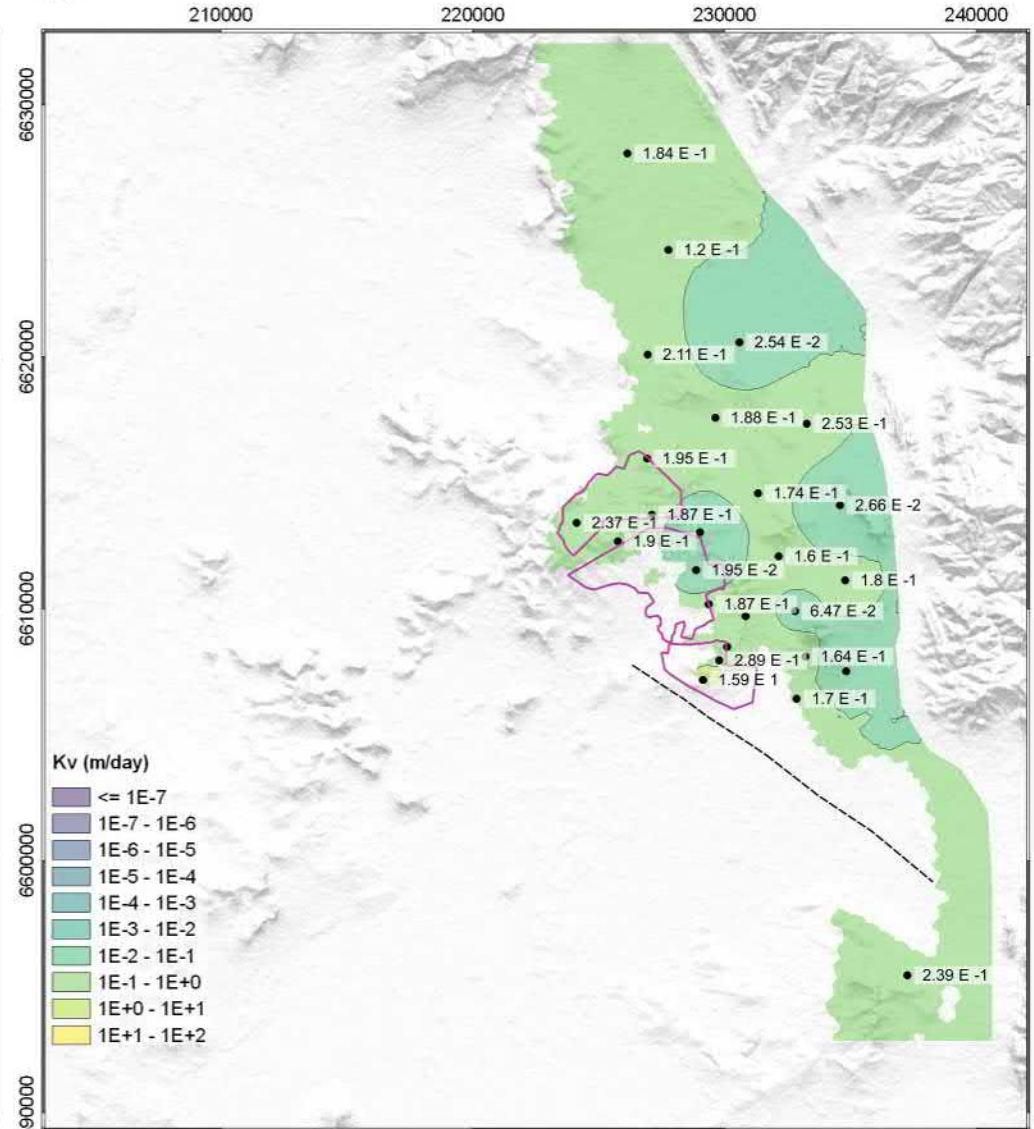 210000 220000 230000 240000
6630000
6620000
6610000
6600000
90000
1.84 E -1
1.2 E -1
2.54 E -2
2.11 E -1
1.88 E -1
2.53 E -1
1.95 E -1
1.74 E -1
2.66 E -2
1.87 E -1
2.37 E -1
1.9 E -1
1.6 E -1
1.95 E -2
1.8 E -1
1.87 E -1
6.47 E -2
2.89 E -1
1.64 E -1
1.59 E 1
1.7 E -1
2.39 E -1
Kv (m/day)
<= 1E-7
1E-7 - 1E-6
1E-6 - 1E-5
1E-5 - 1E-4
1E-4 - 1E-3
1E-3 - 1E-2
1E-2 - 1E-1
1E-1 - 1E+0
1E+0 - 1E+1
1E+1 - 1E+2